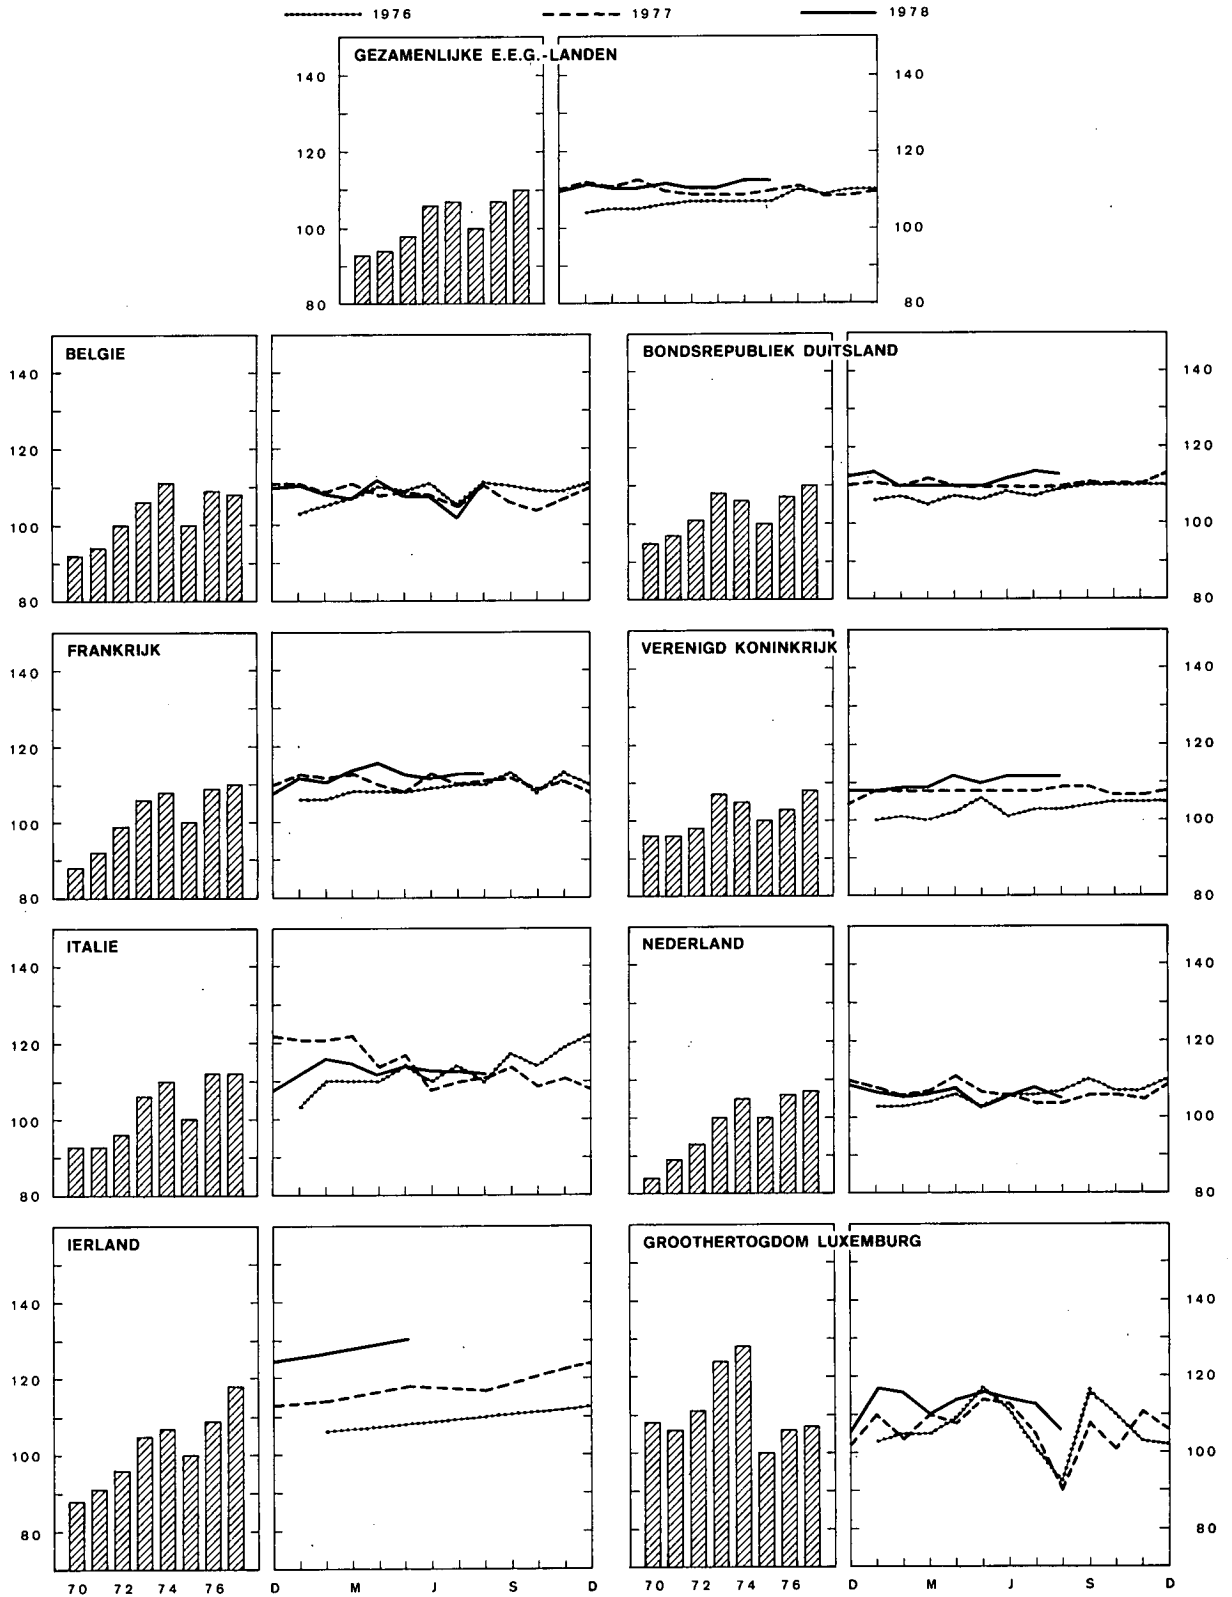 1976 1977 1978
GEZAMENLIJKE E.E.G.-LANDEN
140 140
120 120
100 100
80 80
BELGIE BONDSREPUBLIEK DUITSLAND
140 140
120 120
100 100
80 80
FRANKRIJK VERENIGD KONINKRIJK
140 140
120 120
100 100
80 80
ITALIE NEDERLAND
140 140
120 120
100 100
80 80
IERLAND GROOTHERTOGDOM LUXEMBURG
140 140
120 120
100 100
80 80
70 72 74 76 D M J S D 70 72 74 76 D M J S D